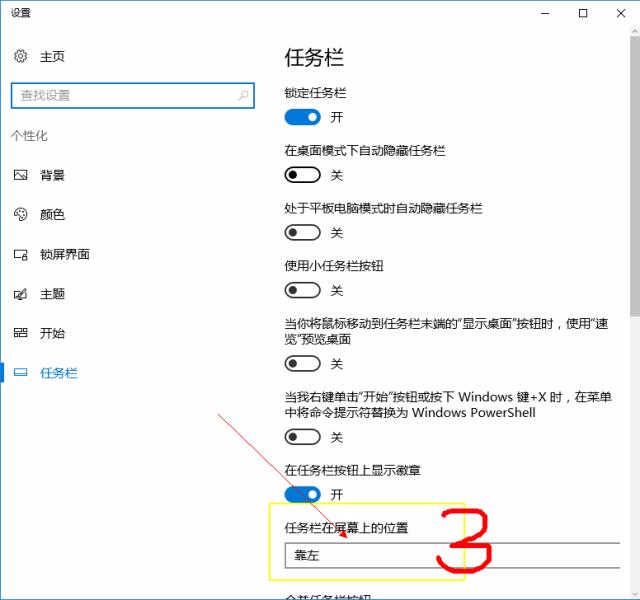 设置
主页
查找设置
个性化
背景
颜色
锁屏界面
主题
开始
任务栏
任务栏
锁定任务栏
开
在桌面模式下自动隐藏任务栏
关
处于平板电脑模式时自动隐藏任务栏
关
使用小任务栏按钮
关
当你将鼠标移动到任务栏末端的“显示桌面”按钮时，使用“速
览”预览桌面
关
当我右键单击“开始”按钮或按下 Windows 键+X 时，在菜单
中将命令提示符替换为 Windows PowerShell
关
在任务栏按钮上显示徽章
开
任务栏在屏幕上的位置
靠左
3
合并任务栏按钮